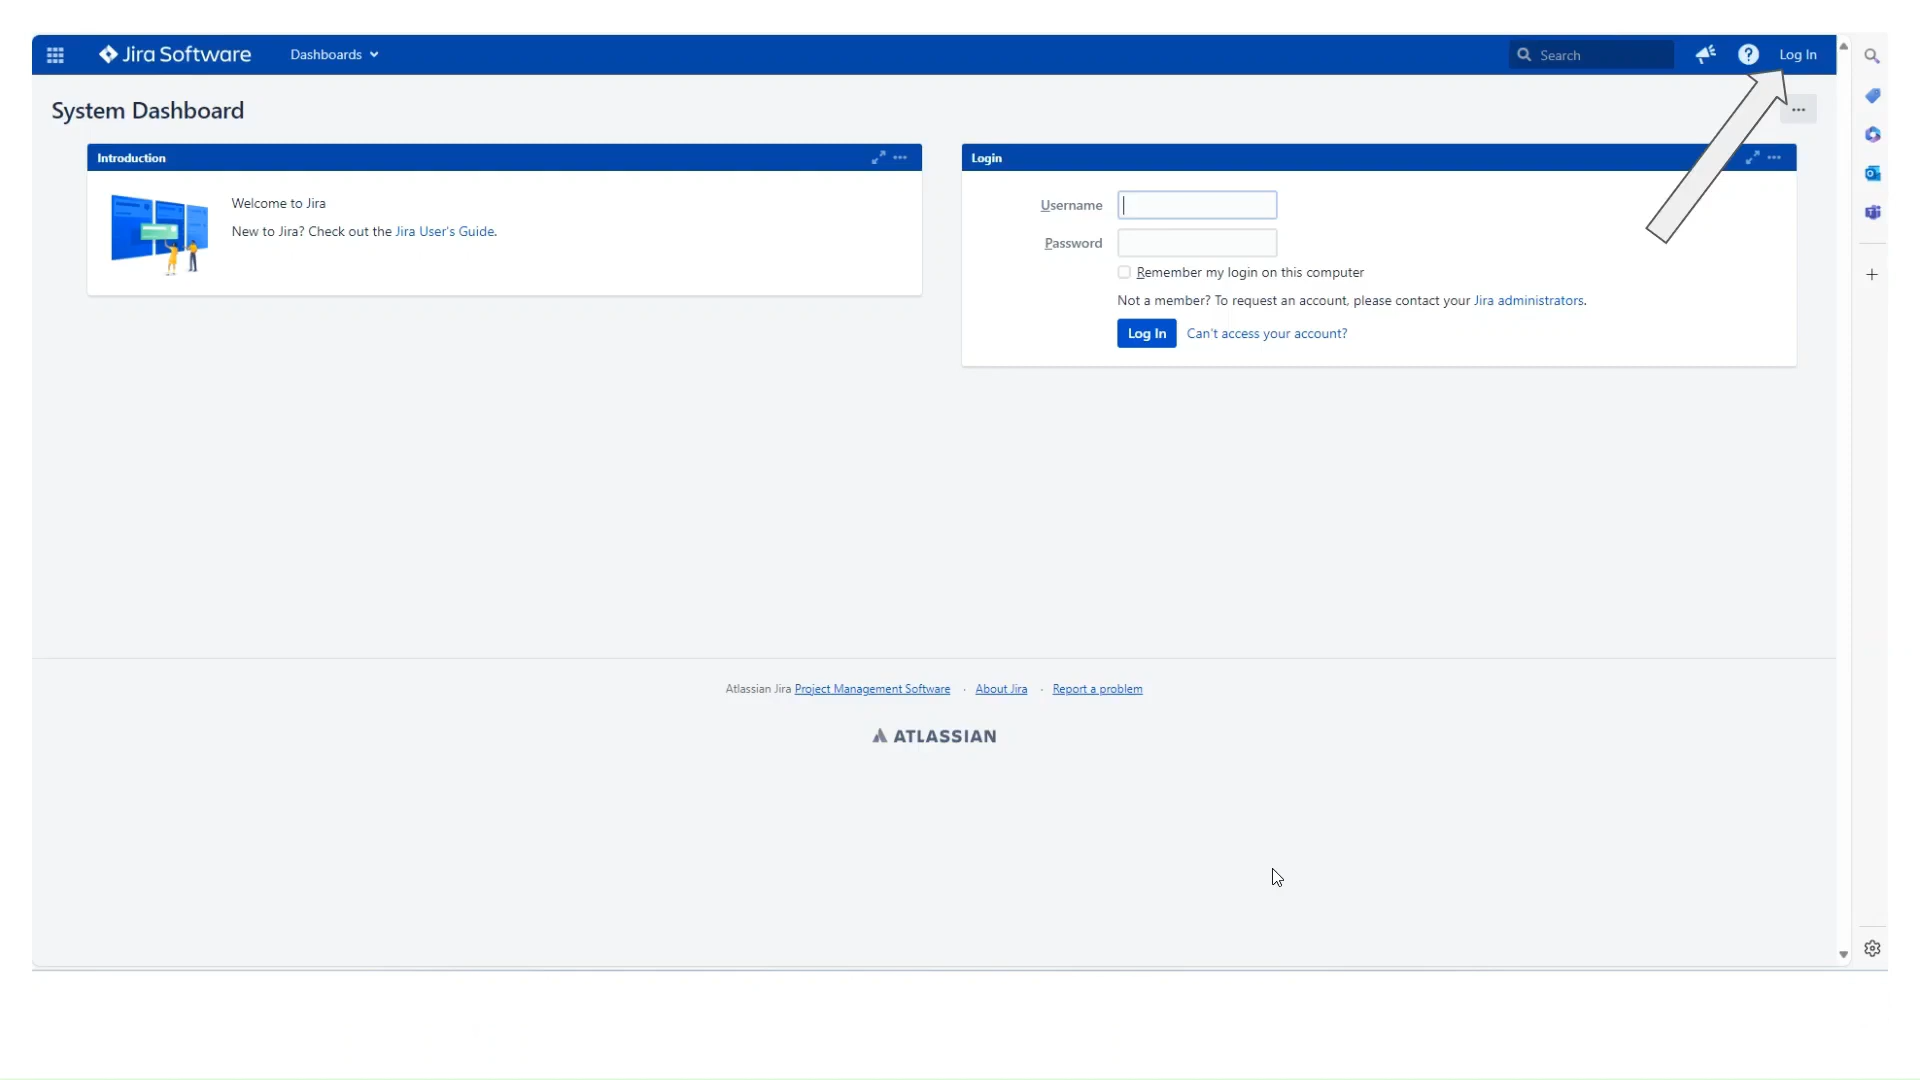 Jira Software
Dashboards
Search
Log In
System Dashboard
Introduction
Welcome to Jira
New to Jira? Check out the Jira User's Guide.
Login
Username
Password
Remember my login on this computer
Not a member? To request an account, please contact your Jira administrators.
Log In
Can't access your account?
Atlassian Jira Project Management Software · About Jira · Report a problem
ATLASSIAN